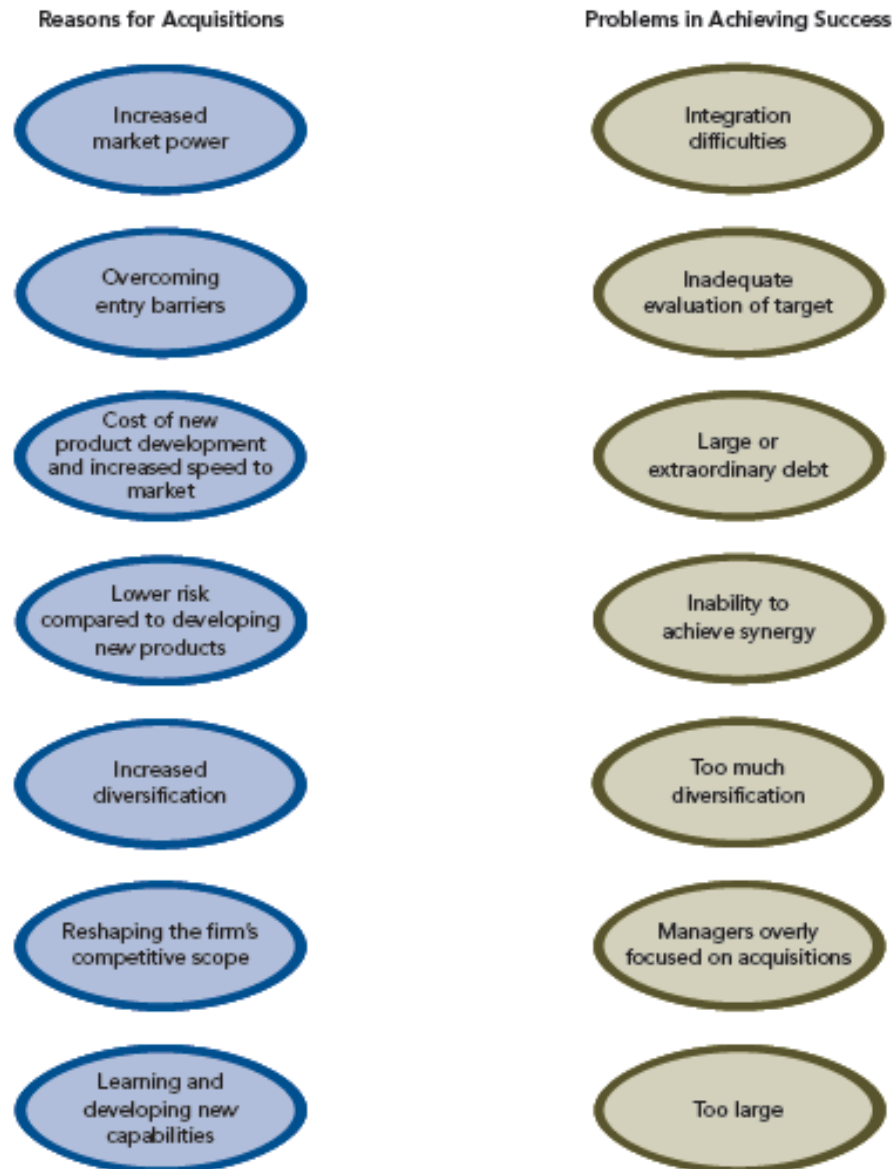 Reasons for Acquisitions
Problems in Achieving Success
Increased
market power
Integration
difficulties
Overcoming
entry barriers
Inadequate
evaluation of target
Cost of new
product development
and increased speed to
market
Large or
extraordinary debt
Lower risk
compared to developing
new products
Inability to
achieve synergy
Increased
diversification
Too much
diversification
Reshaping the firm's
competitive scope
Managers overly
focused on acquisitions
Learning and
developing new
capabilities
Too large